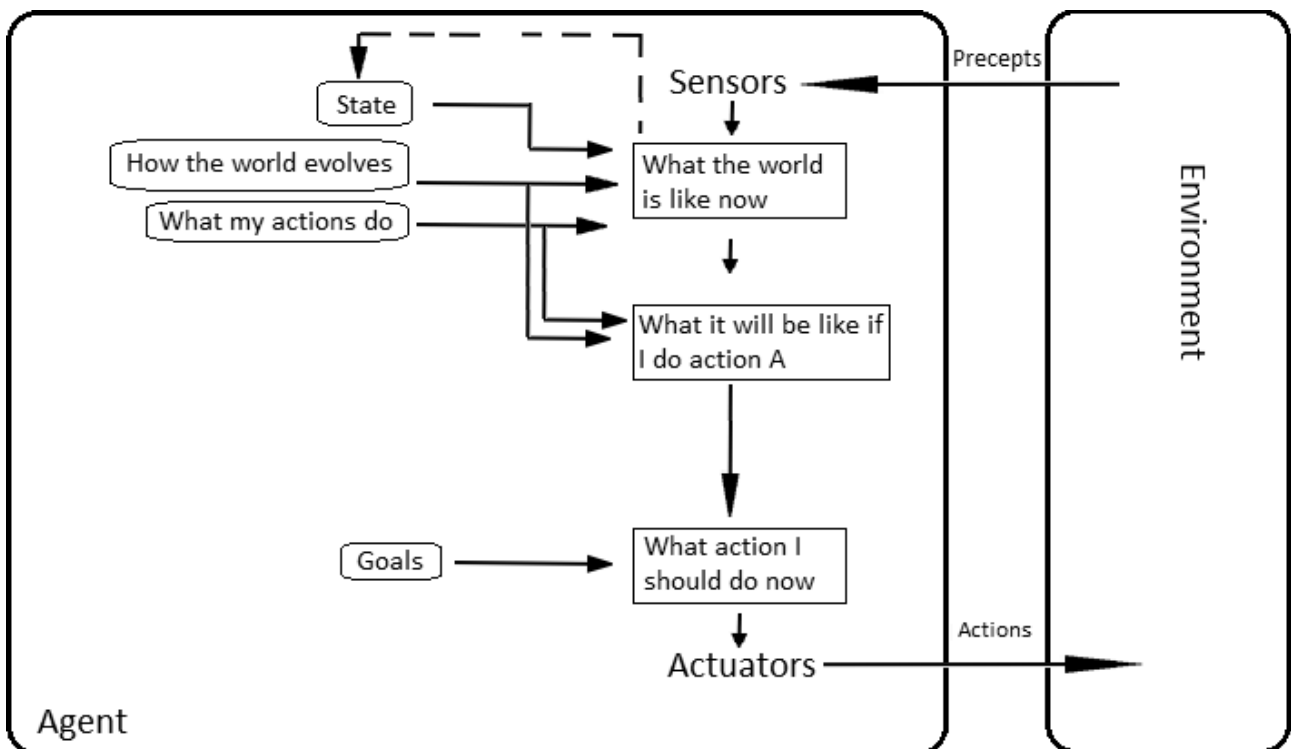 Precepts
Sensors
State
How the world evolves
What the world
is like now
What my actions do
Environment
What it will be like if
I do action A
Goals
What action I
should do now
Actions
Actuators
Agent